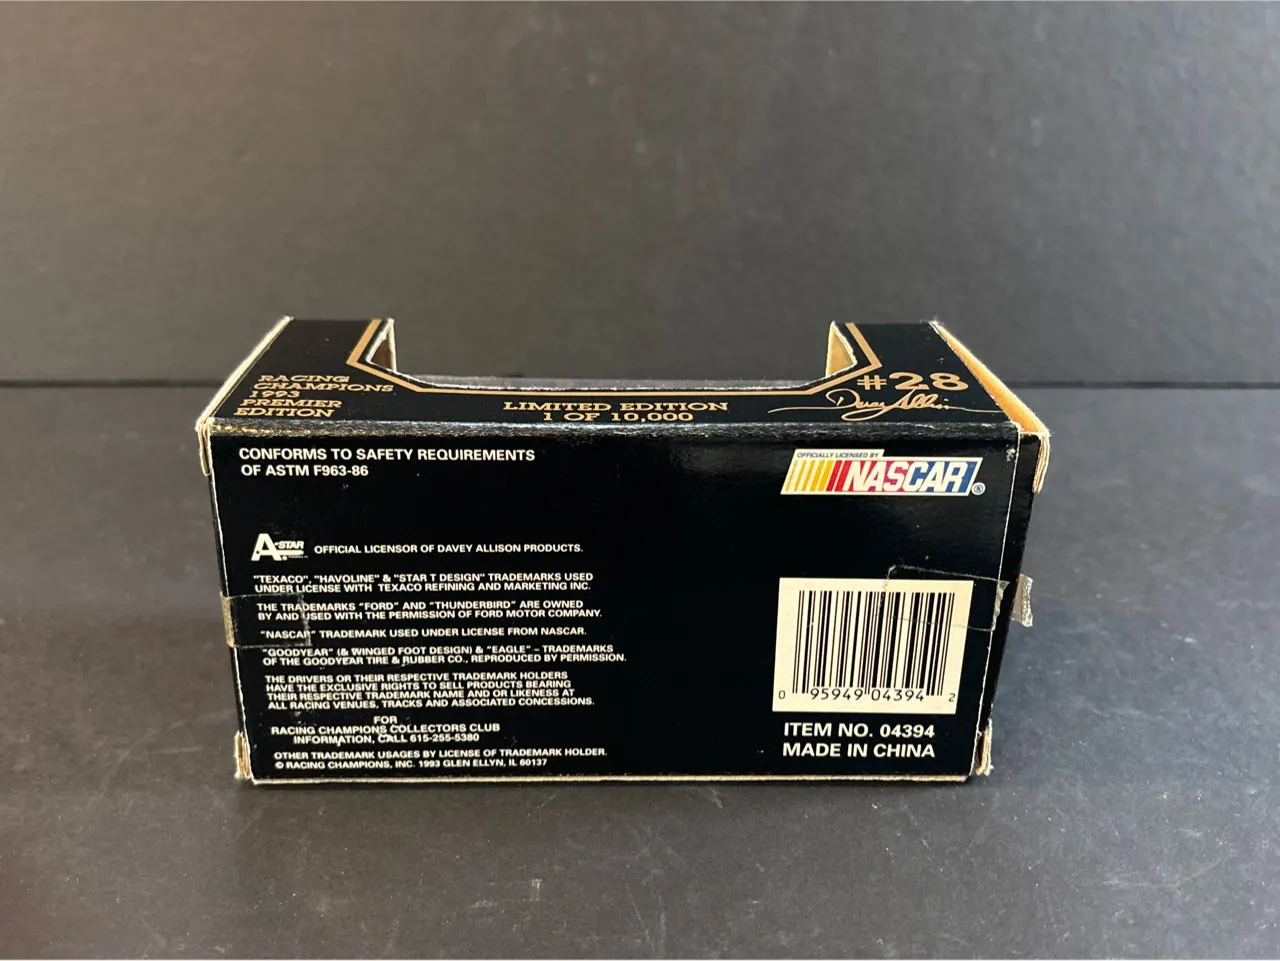 RACING
CHAMPIONS
1993
PREMIER
EDITION
LIMITED EDITION
1 OF 10,000
#28
Davey Allison
CONFORMS TO SAFETY REQUIREMENTS
OF ASTM F963-86
OFFICIALLY LICENSED BY
NASCAR®
A-STAR
OFFICIAL LICENSOR OF DAVEY ALLISON PRODUCTS.
"TEXACO", "HAVOLINE" & "STAR T DESIGN" TRADEMARKS USED
UNDER LICENSE WITH TEXACO REFINING AND MARKETING INC.
THE TRADEMARKS "FORD" AND "THUNDERBIRD" ARE OWNED
BY AND USED WITH THE PERMISSION OF FORD MOTOR COMPANY.
"NASCAR" TRADEMARK USED UNDER LICENSE FROM NASCAR.
"GOODYEAR" (& WINGED FOOT DESIGN) & "EAGLE" – TRADEMARKS
OF THE GOODYEAR TIRE & RUBBER CO., REPRODUCED BY PERMISSION.
THE DRIVERS OR THEIR RESPECTIVE TRADEMARK HOLDERS
HAVE THE EXCLUSIVE RIGHTS TO SELL PRODUCTS BEARING
THEIR RESPECTIVE TRADEMARK NAME AND OR LIKENESS AT
ALL RACING VENUES, TRACKS AND ASSOCIATED CONCESSIONS.
FOR
RACING CHAMPIONS COLLECTORS CLUB
INFORMATION, CALL 615-255-5380
OTHER TRADEMARK USAGES BY LICENSE OF TRADEMARK HOLDER.
© RACING CHAMPIONS, INC. 1993 GLEN ELLYN, IL 60137
0 95949 04394 2
ITEM NO. 04394
MADE IN CHINA